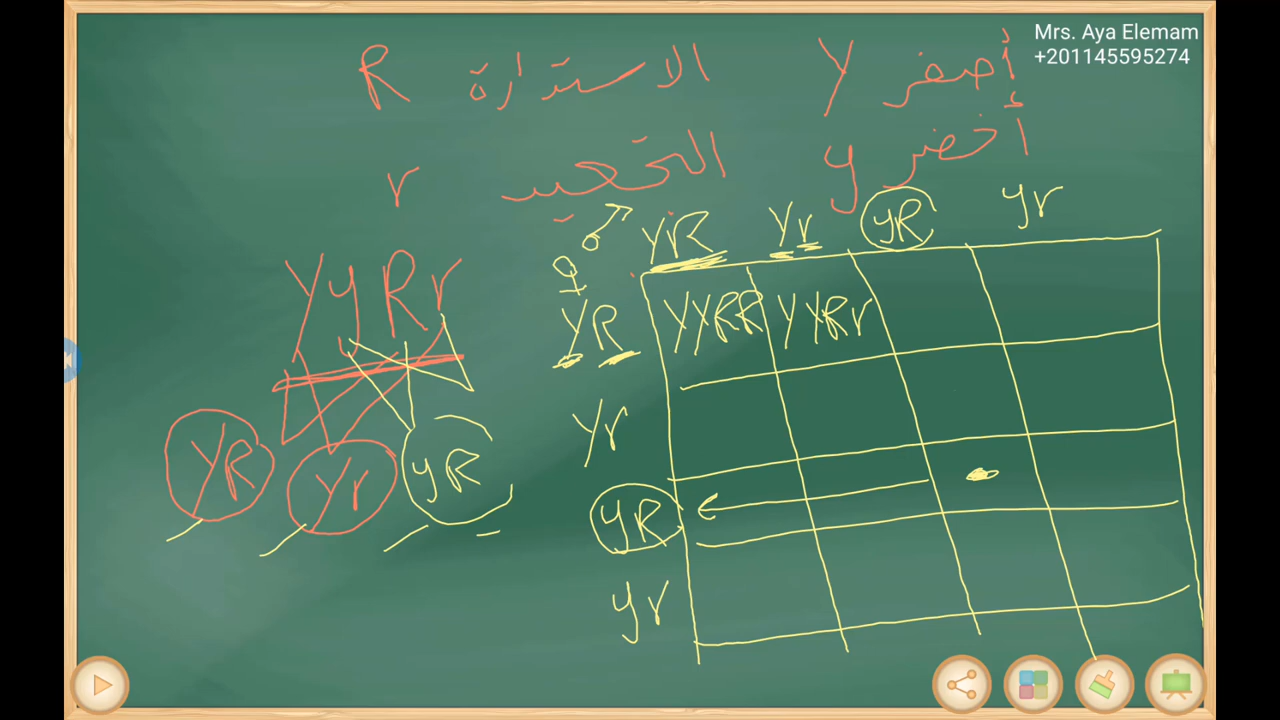 Mrs. Aya Elemam
+201145595274
أصفر Y الاستدارة R
أخضر y التجعيد r
♀ ♂ YR Yr yR yr
YyRr
YR YYRR YYRr
Yr
yR
yr
YR Yr yR